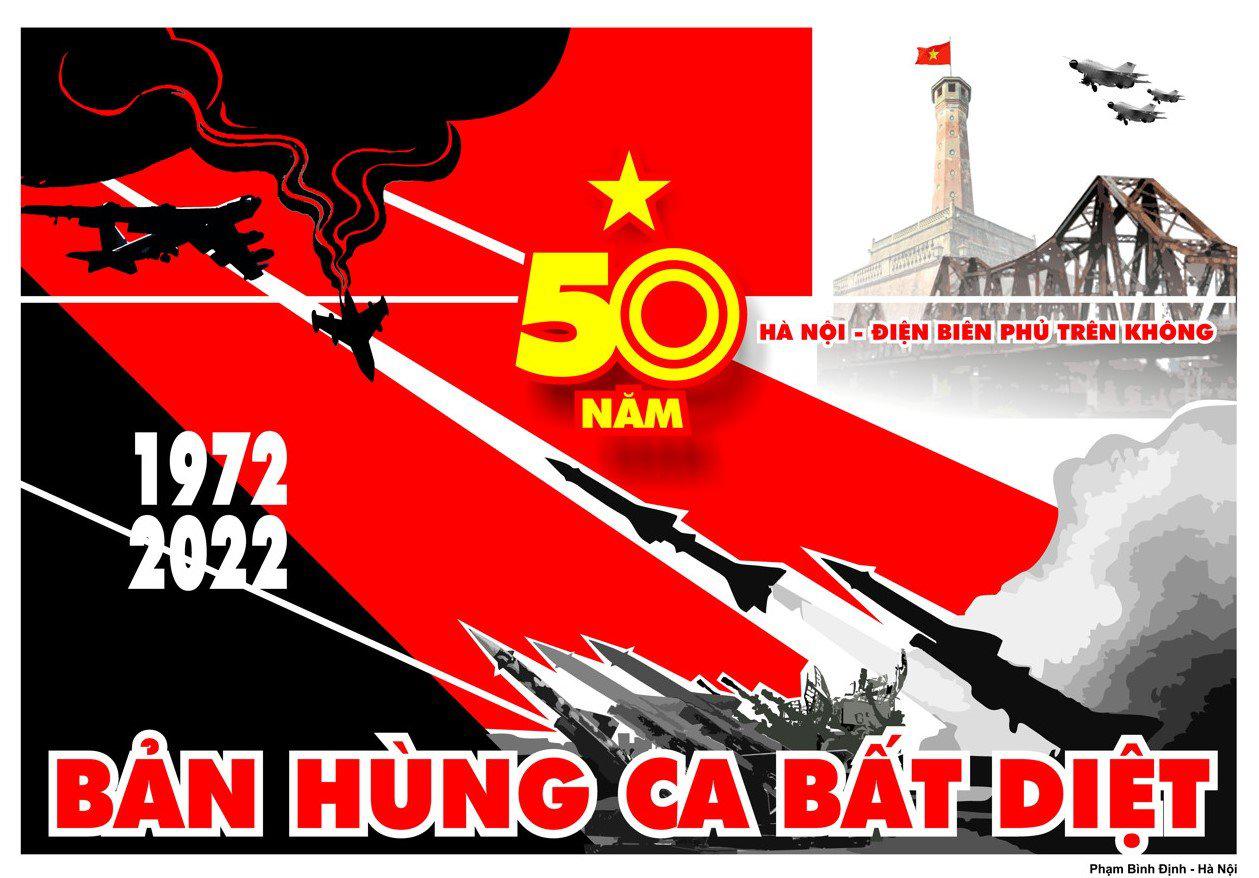 50
NĂM
HÀ NỘI - ĐIỆN BIÊN PHỦ TRÊN KHÔNG
1972
2022
BẢN HÙNG CA BẤT DIỆT
Phạm Bình Định - Hà Nội